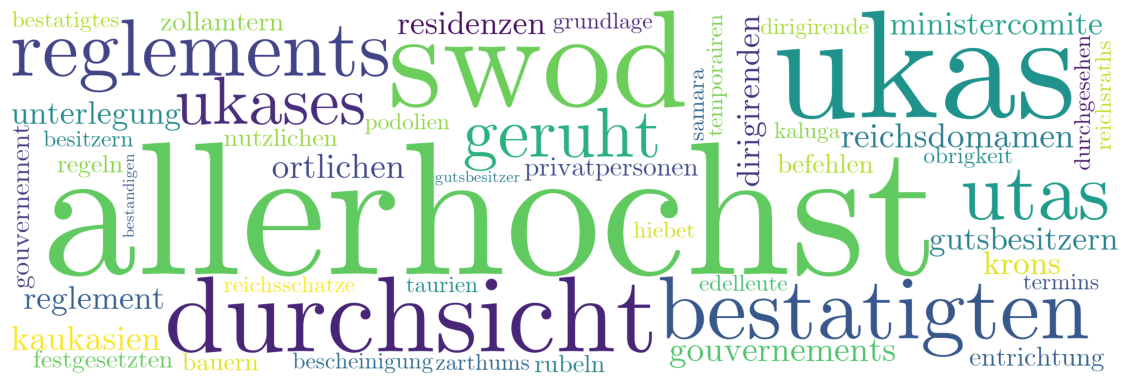 bestatigtes zollamtern residenzen grundlage dirigirende ministercomite
reglements swod ukas
unterlegung ukases podolien samara temporairen dirigirenden durchgesehen reichsraths
besitzern nutzlichen geruht kaluga reichsdomamen
gouvernement regeln bestandigen ortlichen gutsbesitzer privatpersonen befehlen obrigkeit
allerhochst utas
hiebet gutsbesitzern
reglement reichsschatze taurien edelleute krons termins
durchsicht bestatigten
kaukasien gouvernements
festgesetzten bauern bescheinigung zarthums rubeln entrichtung